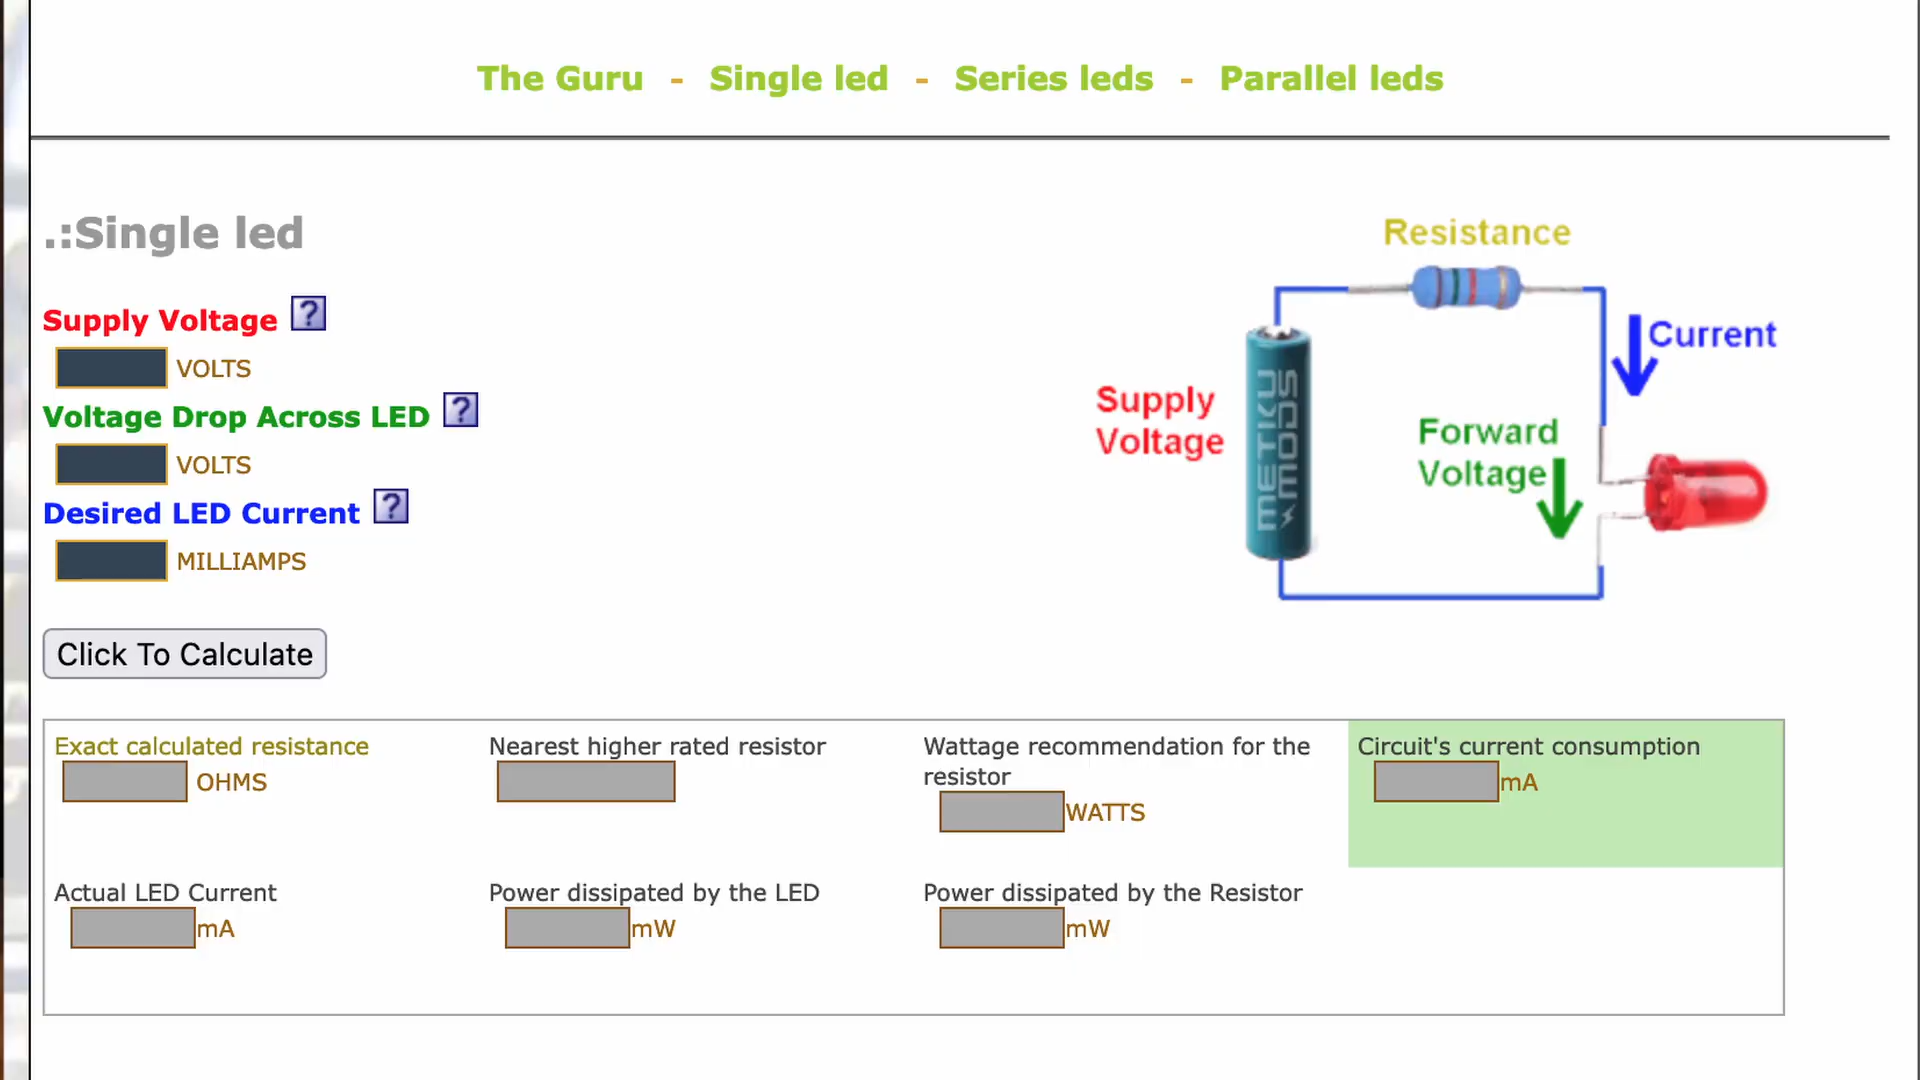 The Guru - Single led - Series leds - Parallel leds
.:Single led
Supply Voltage ?
VOLTS
Voltage Drop Across LED ?
VOLTS
Desired LED Current ?
MILLIAMPS
Click To Calculate
Resistance
Current
Supply
Voltage
METKU
MODS
Forward
Voltage
Exact calculated resistance
OHMS
Nearest higher rated resistor
Wattage recommendation for the
resistor
WATTS
Circuit's current consumption
mA
Actual LED Current
mA
Power dissipated by the LED
mW
Power dissipated by the Resistor
mW